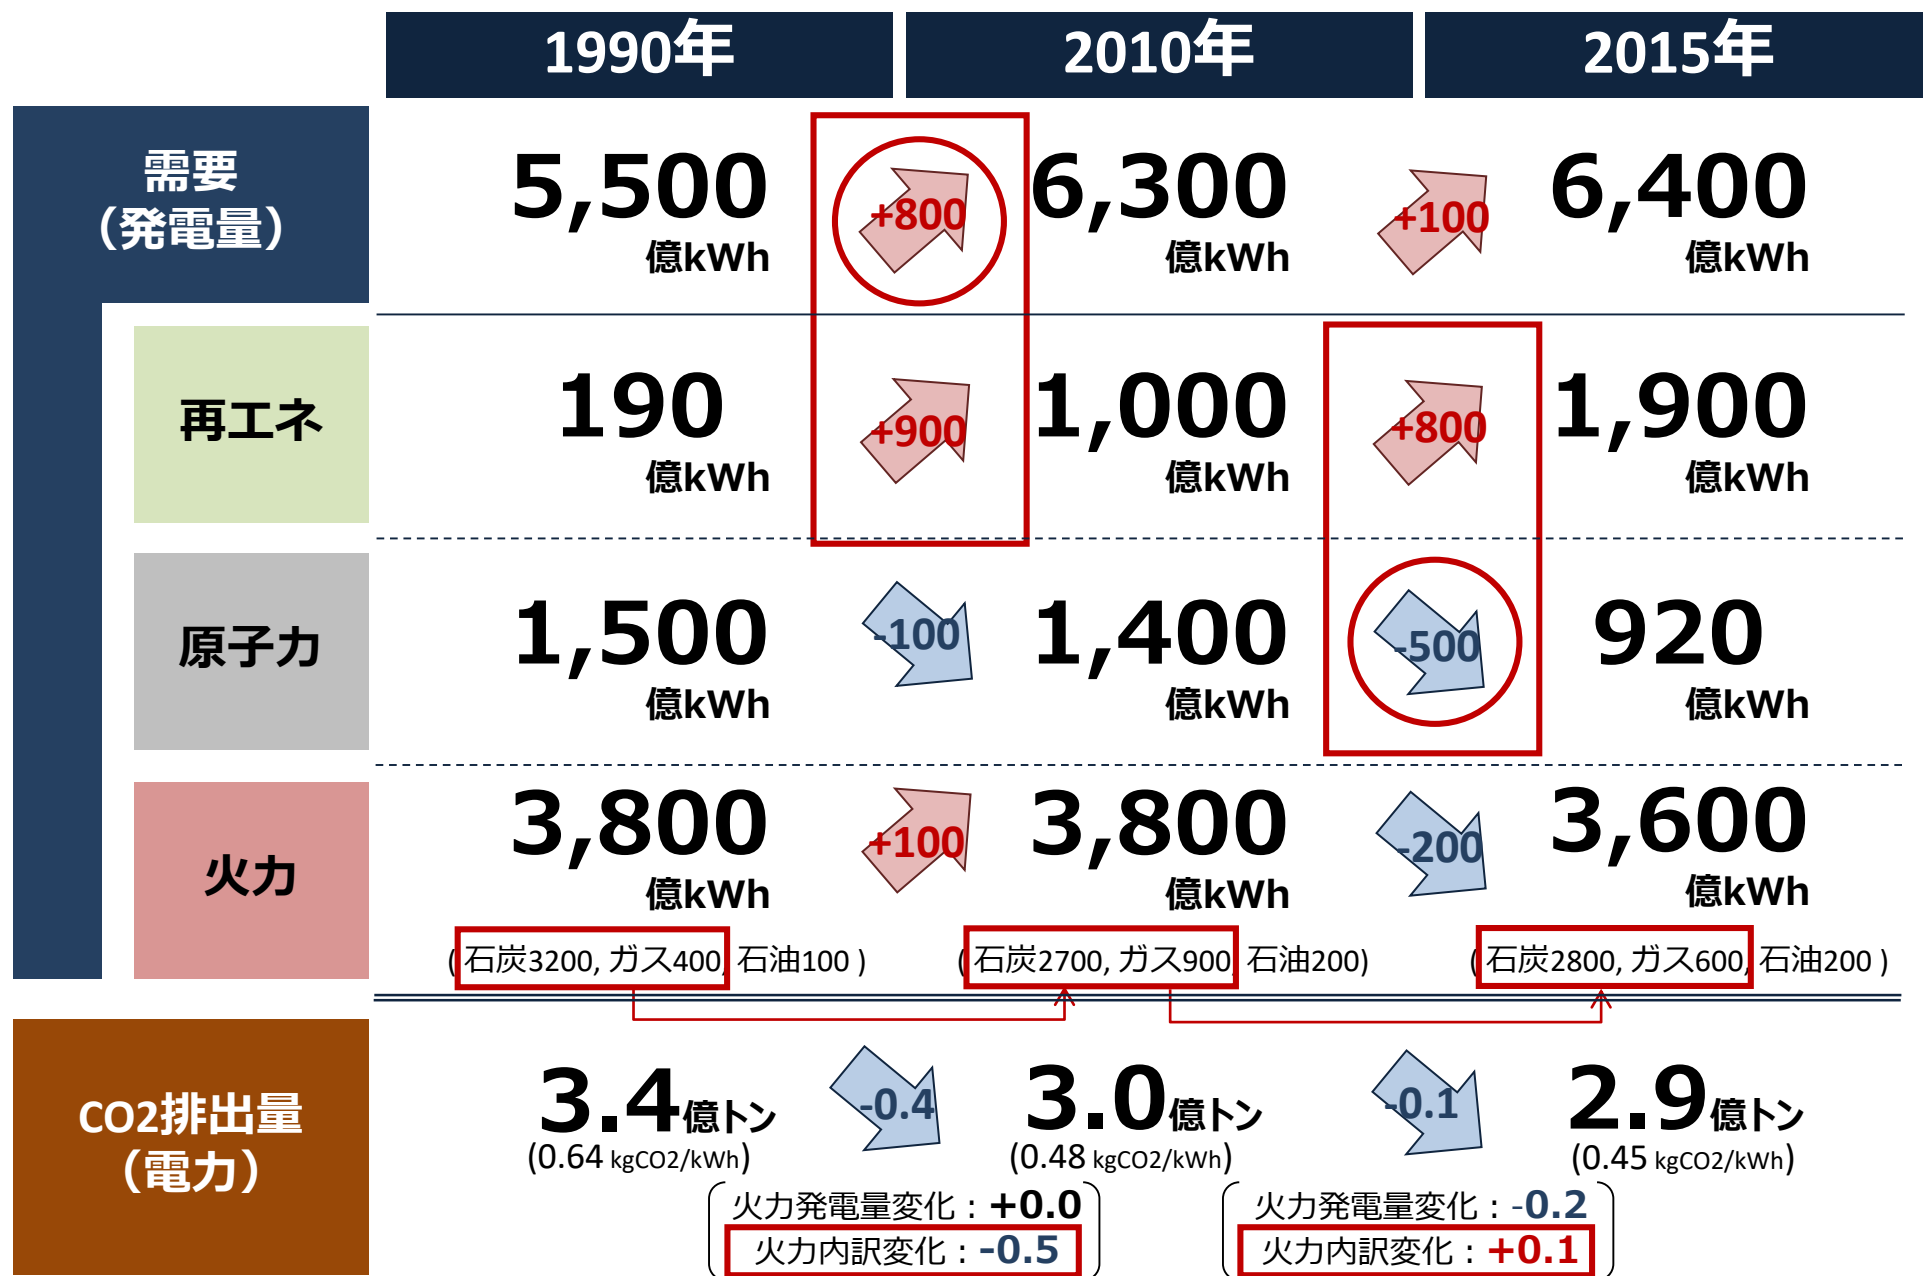 1990年 2010年 2015年
需要
（発電量）
5,500 +800 6,300 +100 6,400
億kWh 億kWh 億kWh
再エネ
190 +900 1,000 +800 1,900
億kWh 億kWh 億kWh
原子力
1,500 -100 1,400 -500 920
億kWh 億kWh 億kWh
火力
3,800 +100 3,800 -200 3,600
億kWh 億kWh 億kWh
( 石炭3200, ガス400, 石油100 ) ( 石炭2700, ガス900, 石油200) ( 石炭2800, ガス600, 石油200 )
CO2排出量
（電力）
3.4億トン -0.4 3.0億トン -0.1 2.9億トン
(0.64 kgCO2/kWh) (0.48 kgCO2/kWh) (0.45 kgCO2/kWh)
火力発電量変化：+0.0 火力発電量変化：-0.2
火力内訳変化：-0.5 火力内訳変化：+0.1